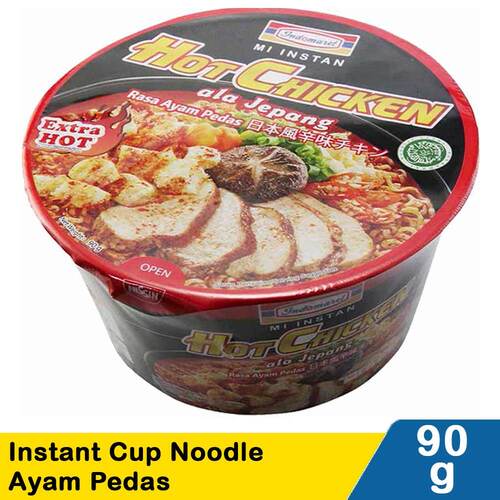 Indomaret
MI INSTAN
HOT CHICKEN
ala Jepang
Rasa Ayam Pedas 日本風辛味チキン
Extra
HOT
OPEN
NISSIN
Indomaret
MI INSTAN
HOT CHICKEN
ala Jepang
Rasa Ayam Pedas
Instant Cup Noodle
Ayam Pedas
90
g